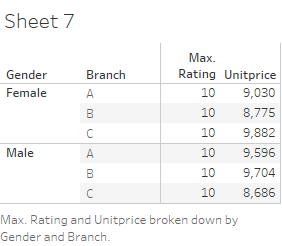 Sheet 7
Max.
Gender Branch Rating Unitprice
Female A 10 9,030
B 10 8,775
C 10 9,882
Male A 10 9,596
B 10 9,704
C 10 8,686
Max. Rating and Unitprice broken down by
Gender and Branch.